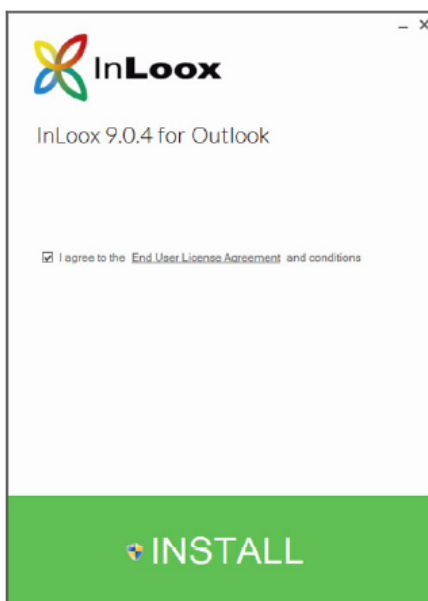 InLoox
InLoox 9.0.4 for Outlook
I agree to the End User License Agreement and conditions
INSTALL